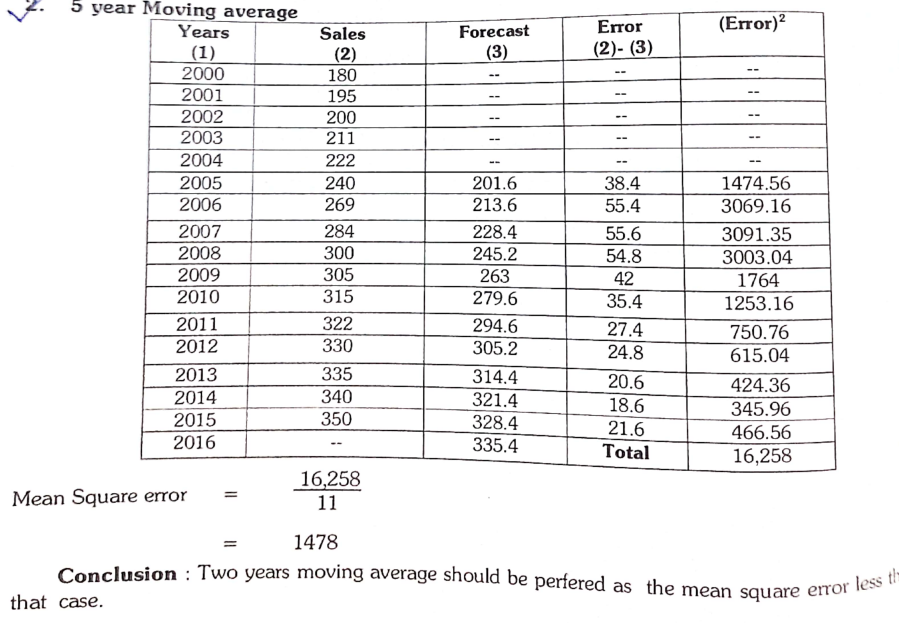 2. 5 year Moving average
Years Sales Forecast Error (Error)²
(1) (2) (3) (2)- (3)
2000 180 -- -- --
2001 195 -- -- --
2002 200 -- -- --
2003 211 -- -- --
2004 222 -- -- --
2005 240 201.6 38.4 1474.56
2006 269 213.6 55.4 3069.16
2007 284 228.4 55.6 3091.35
2008 300 245.2 54.8 3003.04
2009 305 263 42 1764
2010 315 279.6 35.4 1253.16
2011 322 294.6 27.4 750.76
2012 330 305.2 24.8 615.04
2013 335 314.4 20.6 424.36
2014 340 321.4 18.6 345.96
2015 350 328.4 21.6 466.56
2016 -- 335.4 Total 16,258
Mean Square error = 16,258
11
= 1478
Conclusion : Two years moving average should be perfered as the mean square error less
that case.